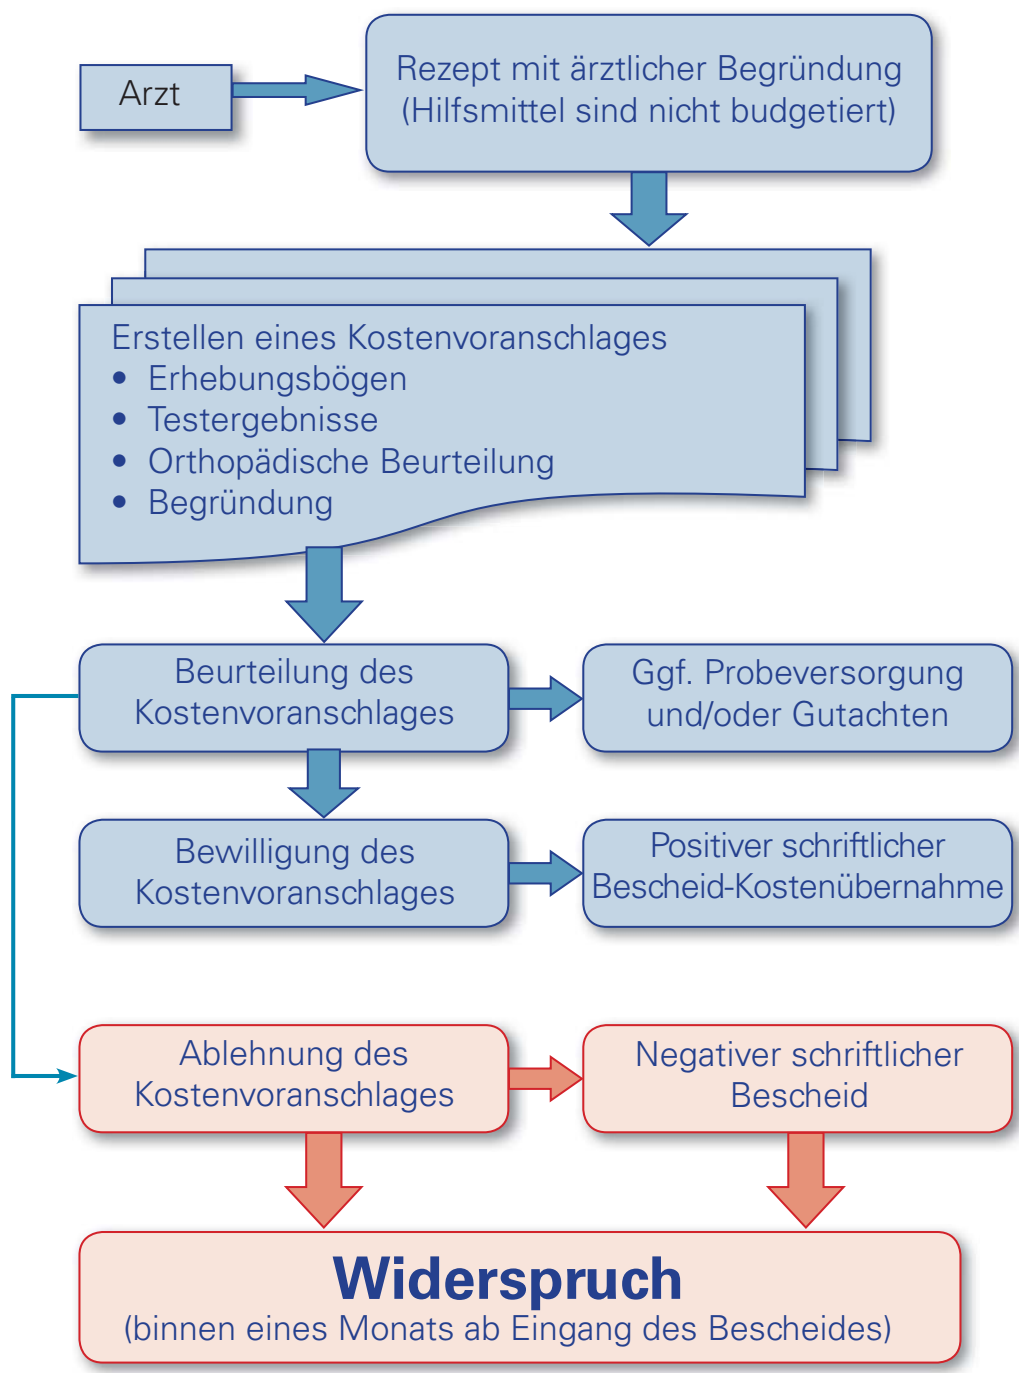 Arzt
Rezept mit ärztlicher Begründung
(Hilfsmittel sind nicht budgetiert)
Erstellen eines Kostenvoranschlages
• Erhebungsbögen
• Testergebnisse
• Orthopädische Beurteilung
• Begründung
Beurteilung des
Kostenvoranschlages
Ggf. Probeversorgung
und/oder Gutachten
Bewilligung des
Kostenvoranschlages
Positiver schriftlicher
Bescheid-Kostenübernahme
Ablehnung des
Kostenvoranschlages
Negativer schriftlicher
Bescheid
Widerspruch
(binnen eines Monats ab Eingang des Bescheides)